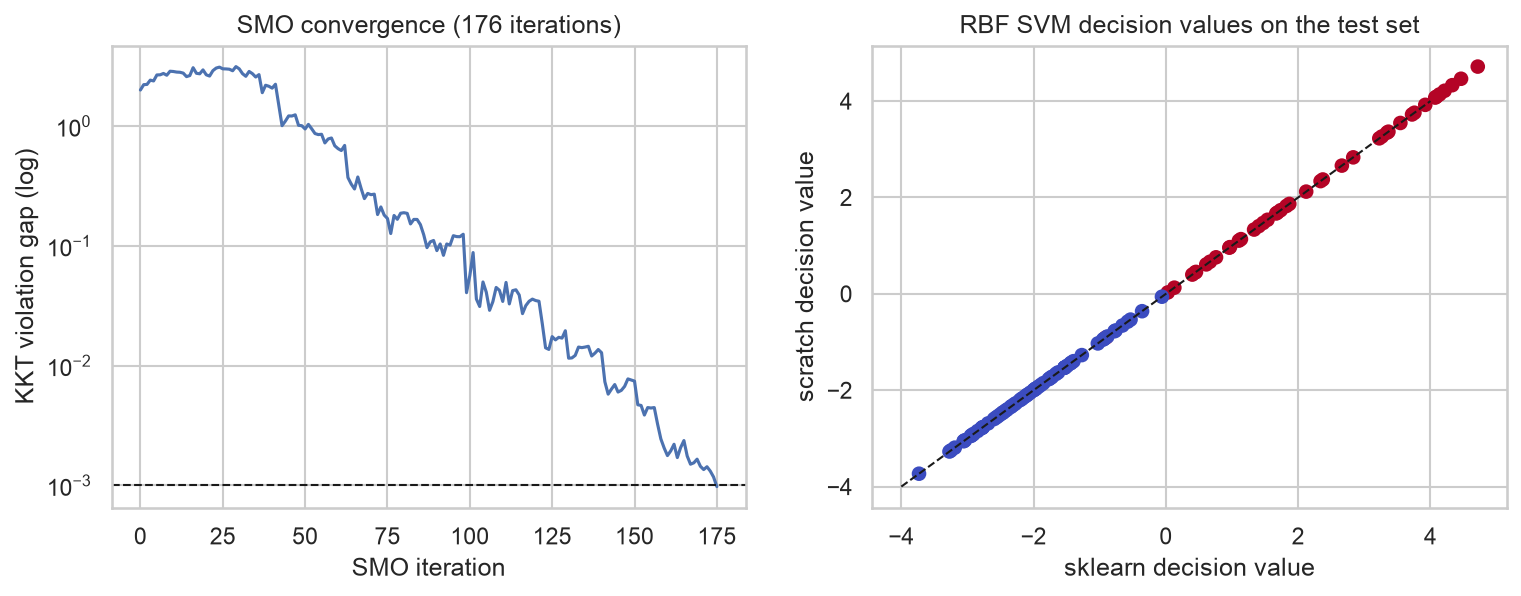 SMO convergence (176 iterations)
KKT violation gap (log)
10⁰
10⁻¹
10⁻²
10⁻³
0 25 50 75 100 125 150 175
SMO iteration
RBF SVM decision values on the test set
scratch decision value
4
2
0
−2
−4
−4 −2 0 2 4
sklearn decision value